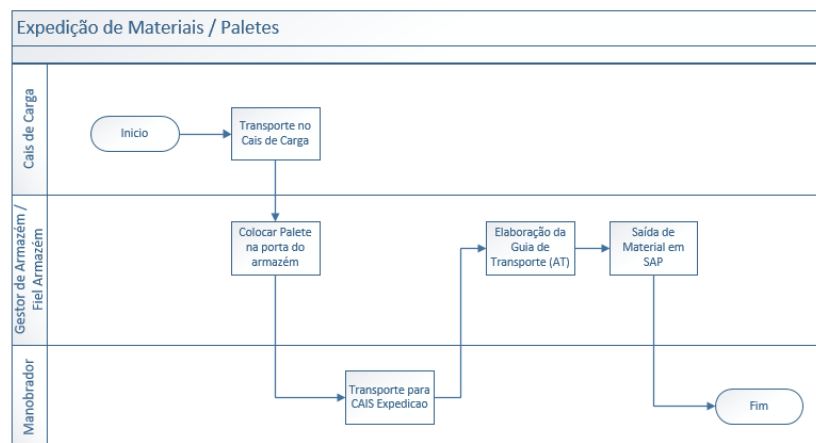 Expedição de Materiais / Paletes
Cais de Carga
Inicio
Transporte no
Cais de Carga
Gestor de Armazém /
Fiel Armazém
Colocar Palete
na porta do
armazém
Elaboração da
Guia de
Transporte (AT)
Saída de
Material em
SAP
Manobrador
Transporte para
CAIS Expedicao
Fim